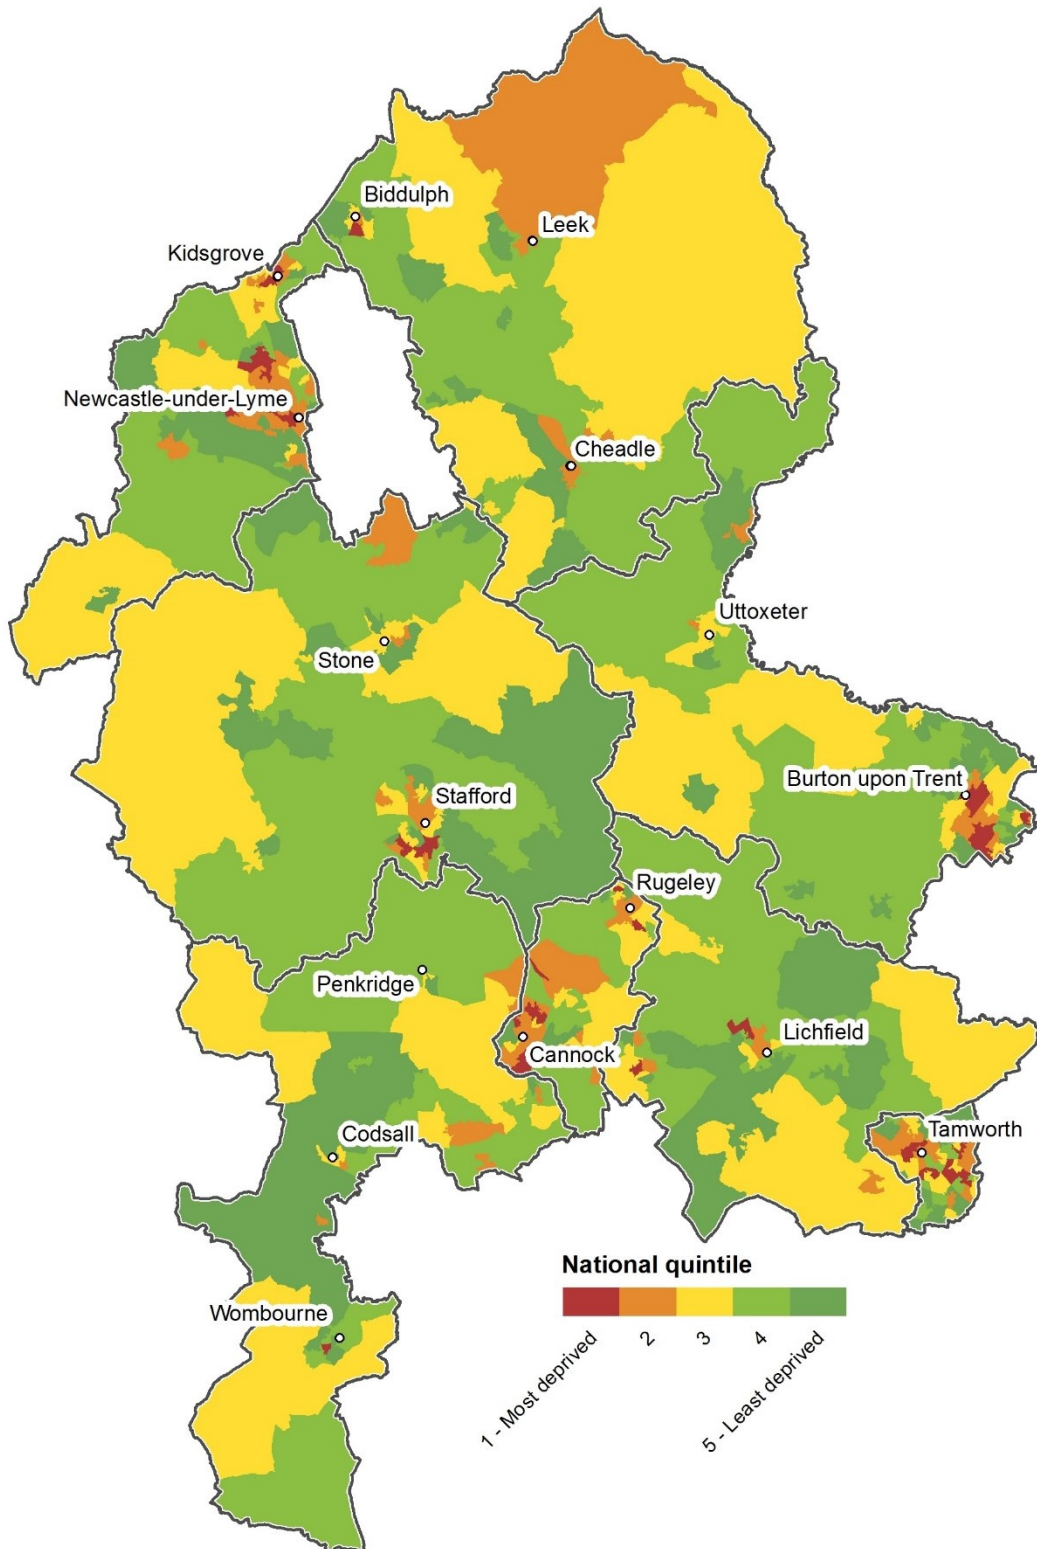 Biddulph
Leek
Kidsgrove
Newcastle-under-Lyme
Cheadle
Uttoxeter
Stone
Burton upon Trent
Stafford
Rugeley
Penkridge
Lichfield
Cannock
Tamworth
Codsall
National quintile
Wombourne
1 - Most deprived
2
3
4
5 - Least deprived